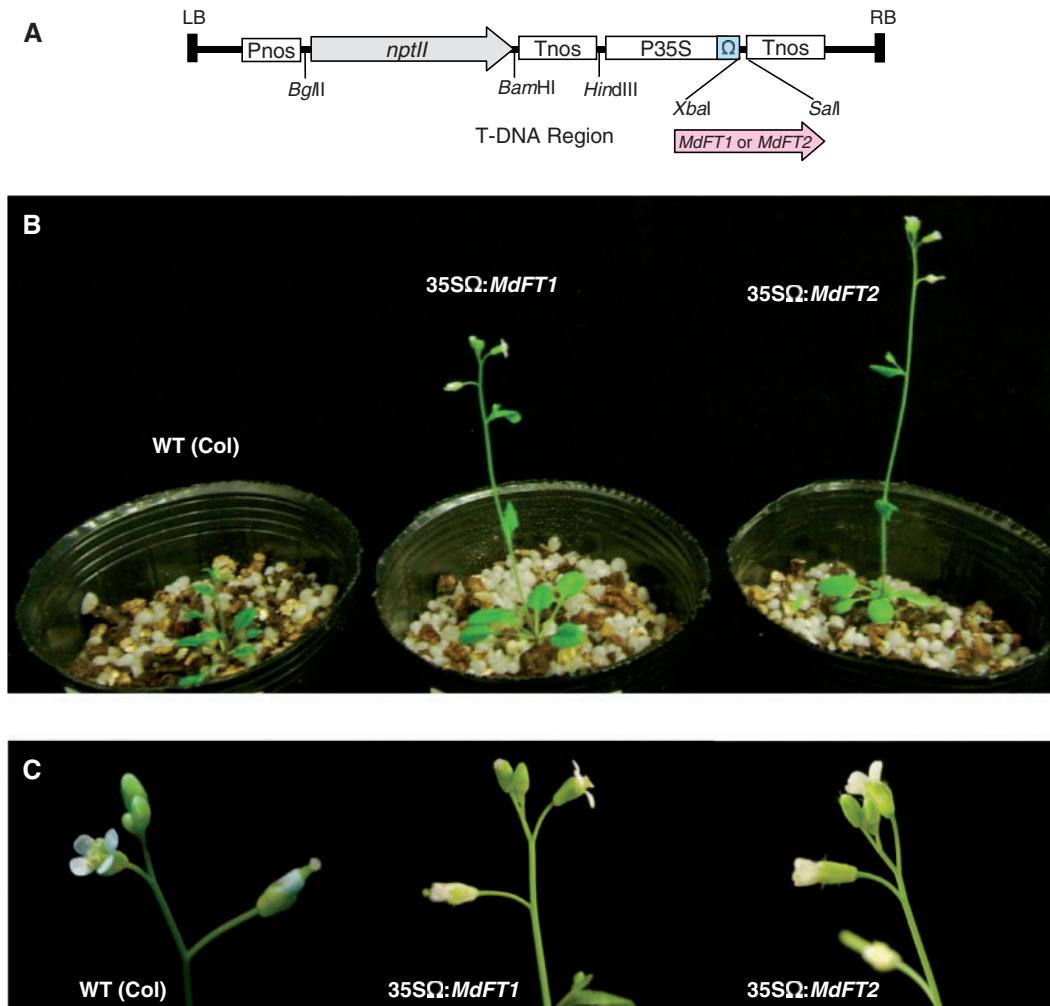 A
LB
RB
Pnos
nptII
Tnos
P35S
Ω
Tnos
BglII
BamHI
HindIII
XbaI
SalI
T-DNA Region
MdFT1 or MdFT2
B
35SΩ:MdFT1
35SΩ:MdFT2
WT (Col)
C
WT (Col)
35SΩ:MdFT1
35SΩ:MdFT2